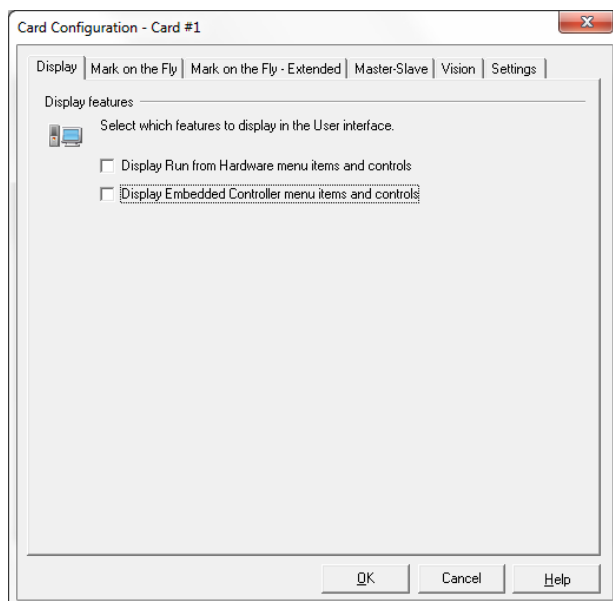 Card Configuration - Card #1
Display
Mark on the Fly
Mark on the Fly - Extended
Master-Slave
Vision
Settings
Display features
Select which features to display in the User interface.
Display Run from Hardware menu items and controls
Display Embedded Controller menu items and controls
OK
Cancel
Help